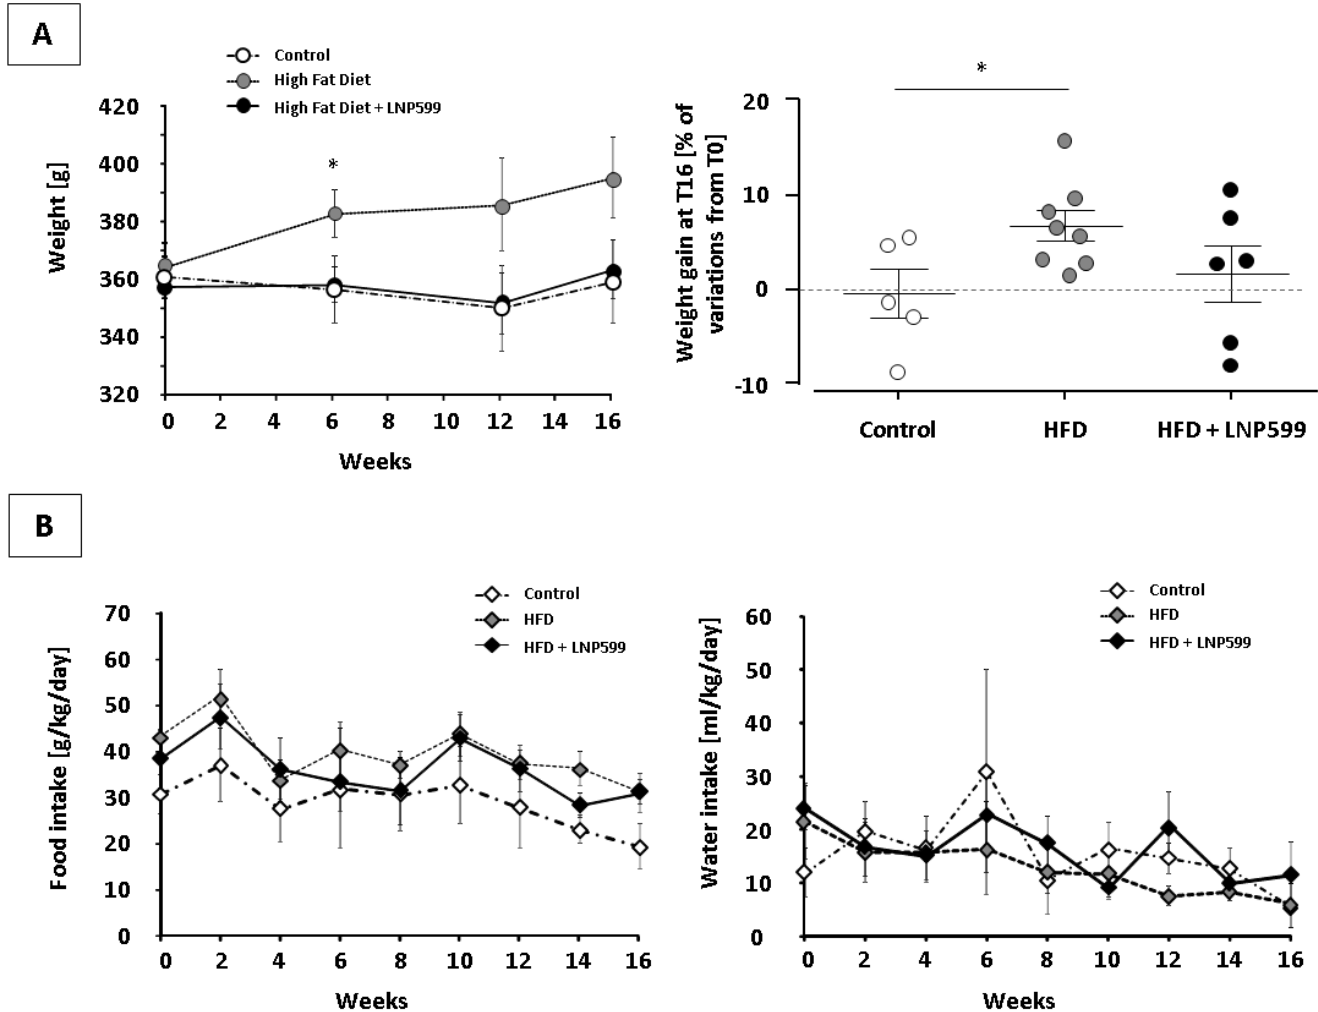 A
Control
High Fat Diet
High Fat Diet + LNP599
*
Weight [g]
420
400
380
360
340
320
0 2 4 6 8 10 12 14 16
Weeks
*
Weight gain at T16 [% of
variations from T0]
20
10
0
-10
Control HFD HFD + LNP599
B
Control
HFD
HFD + LNP599
Food intake [g/kg/day]
70
60
50
40
30
20
10
0
0 2 4 6 8 10 12 14 16
Weeks
Control
HFD
HFD + LNP599
Water intake [ml/kg/day]
60
50
40
30
20
10
0
0 2 4 6 8 10 12 14 16
Weeks